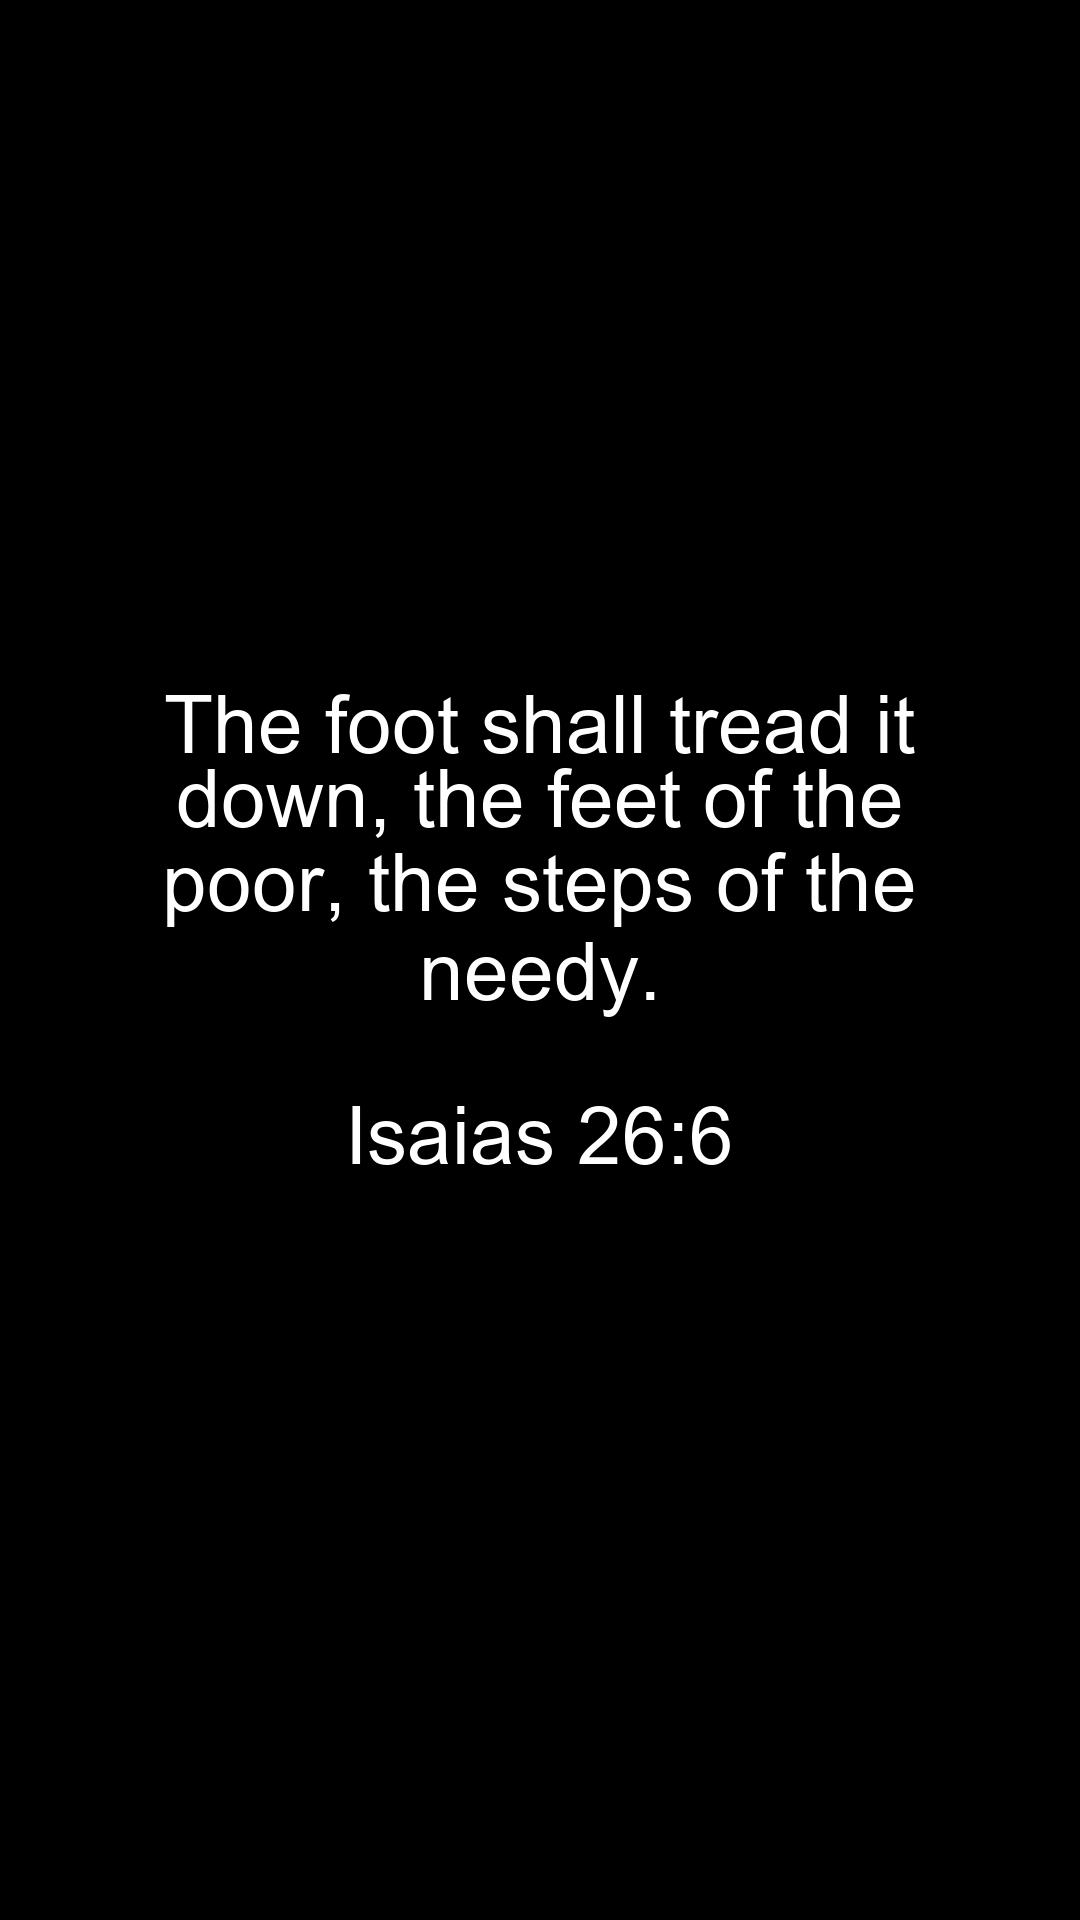 The foot shall tread it
down, the feet of the
poor, the steps of the
needy.
Isaias 26:6